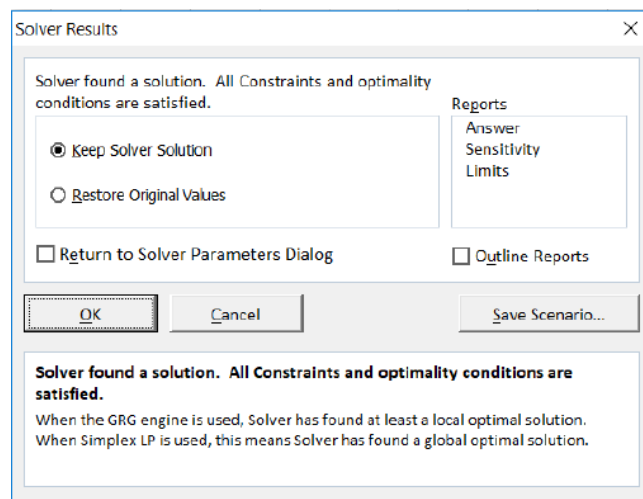 Solver Results
Solver found a solution. All Constraints and optimality
conditions are satisfied.
Keep Solver Solution
Restore Original Values
Reports
Answer
Sensitivity
Limits
Return to Solver Parameters Dialog
Outline Reports
OK
Cancel
Save Scenario...
Solver found a solution. All Constraints and optimality conditions are
satisfied.
When the GRG engine is used, Solver has found at least a local optimal solution.
When Simplex LP is used, this means Solver has found a global optimal solution.